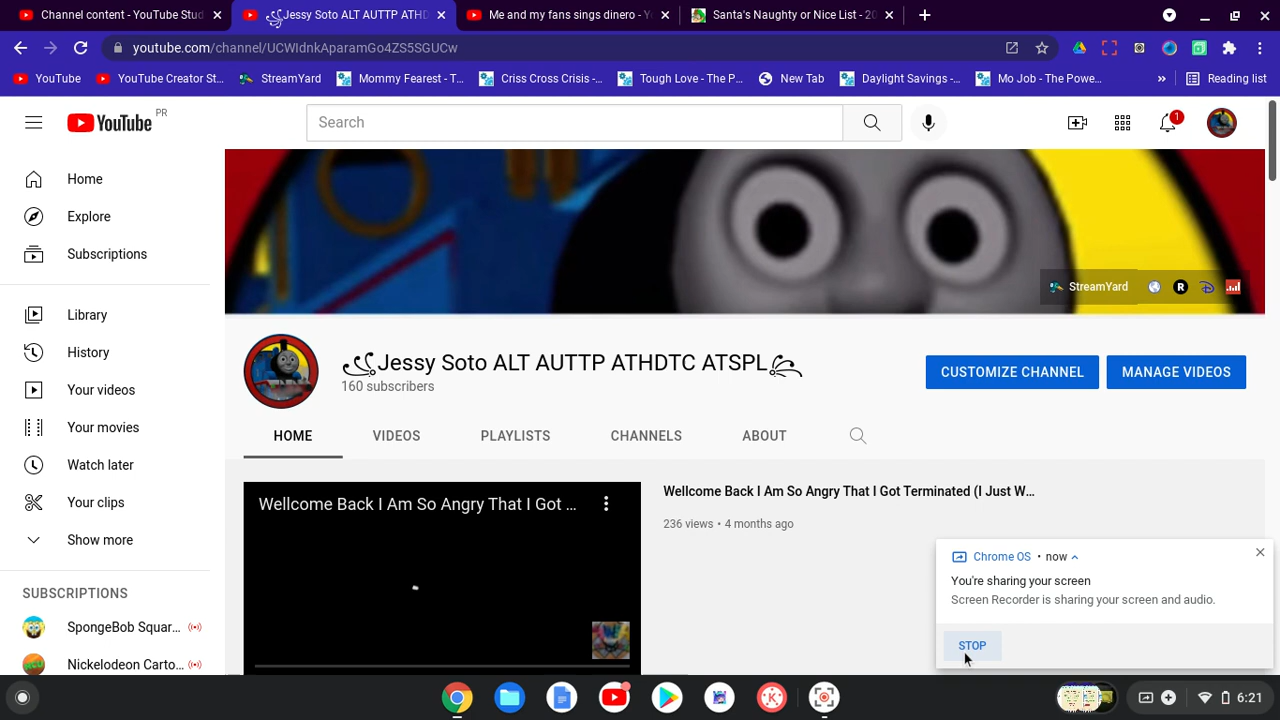 Channel content - YouTube Stud
꧁Jessy Soto ALT AUTTP ATHD
Me and my fans sings dinero - Y
Santa's Naughty or Nice List - 20
youtube.com/channel/UCWIdnkAparamGo4ZS5SGUCw
YouTube
YouTube Creator St...
StreamYard
Mommy Fearest - T...
Criss Cross Crisis -...
Tough Love - The P...
New Tab
Daylight Savings -...
Mo Job - The Powe...
»
Reading list
YouTube PR
Search
1
Home
Explore
Subscriptions
Library
History
Your videos
Your movies
Watch later
Your clips
Show more
SUBSCRIPTIONS
SpongeBob Squar...
Nickelodeon Carto...
StreamYard
꧁Jessy Soto ALT AUTTP ATHDTC ATSPL꧂
160 subscribers
CUSTOMIZE CHANNEL
MANAGE VIDEOS
HOME
VIDEOS
PLAYLISTS
CHANNELS
ABOUT
Wellcome Back I Am So Angry That I Got ...
Wellcome Back I Am So Angry That I Got Terminated (I Just W...
236 views • 4 months ago
Chrome OS • now
You're sharing your screen
Screen Recorder is sharing your screen and audio.
STOP
6:21